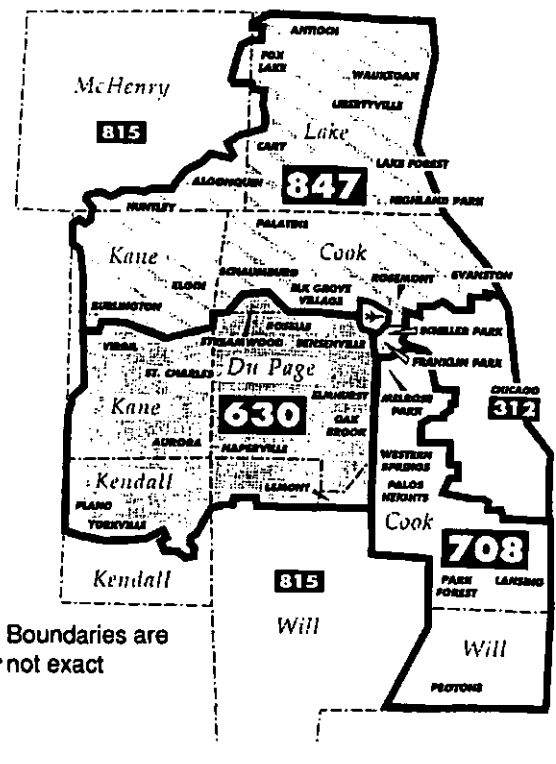 ANTIOCH
FOX
LAKE
McHenry
WAUKEGAN
815
LIBERTYVILLE
Lake
CARY
LAKE FOREST
ALGONQUIN
847
HIGHLAND PARK
HUNTLEY
PALATINE
Kane
Cook
SCHAUMBURG
ROSEMONT
EVANSTON
ELGIN
ELK GROVE
VILLAGE
BURLINGTON
ROSELLE
SCHILLER PARK
VIRGIL
STREAMWOOD
BENSENVILLE
FRANKLIN PARK
ST. CHARLES
Du Page
CHICAGO
312
Kane
630
ELMHURST
MELROSE
PARK
OAK
BROOK
AURORA
NAPERVILLE
WESTERN
SPRINGS
Kendall
LEMONT
PALOS
HEIGHTS
PLANO
YORKVILLE
Cook
708
Kendall
815
PARK
FOREST
LANSING
Will
Boundaries are
not exact
Will
PEOTONE